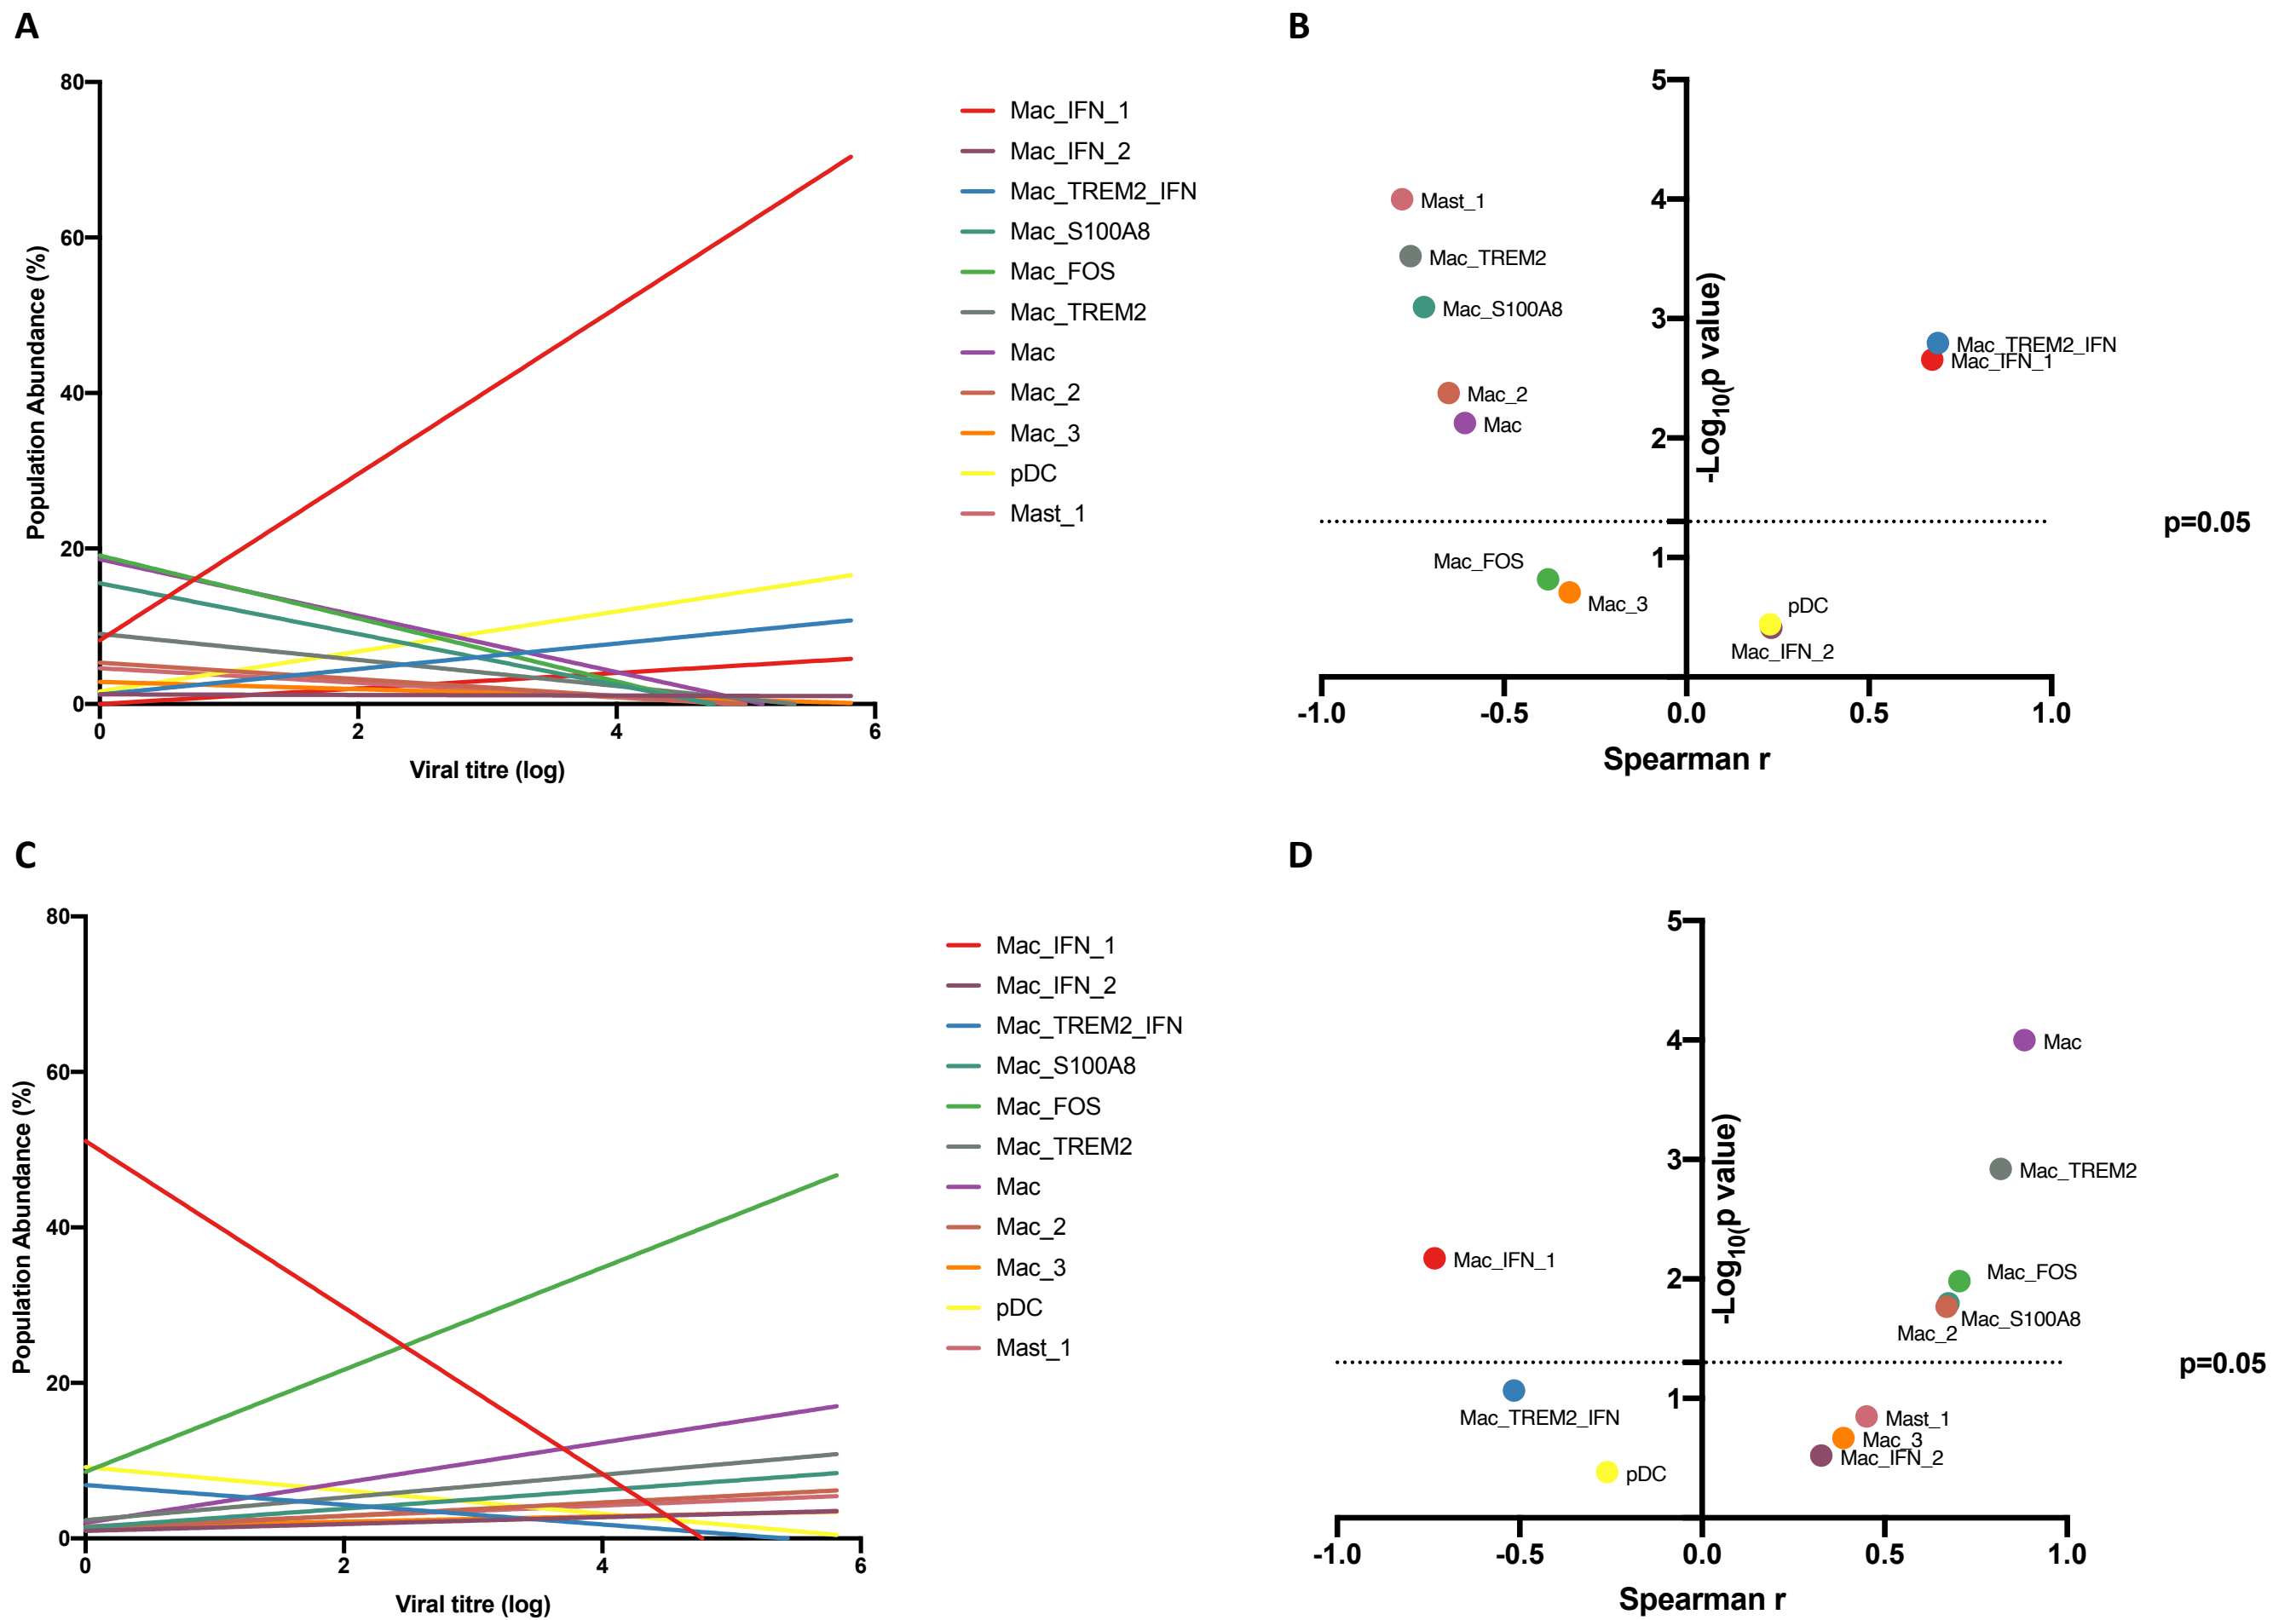 A
80
60
40
20
0
0
2
4
6
Population Abundance (%)
Viral titre (log)
Mac_IFN_1
Mac_IFN_2
Mac_TREM2_IFN
Mac_S100A8
Mac_FOS
Mac_TREM2
Mac
Mac_2
Mac_3
pDC
Mast_1
B
5
4
3
2
1
-Log10(p value)
Mast_1
Mac_TREM2
Mac_S100A8
Mac_TREM2_IFN
Mac_IFN_1
Mac_2
Mac
p=0.05
Mac_FOS
Mac_3
pDC
Mac_IFN_2
-1.0
-0.5
0.0
0.5
1.0
Spearman r
C
80
60
40
20
0
0
2
4
6
Population Abundance (%)
Viral titre (log)
Mac_IFN_1
Mac_IFN_2
Mac_TREM2_IFN
Mac_S100A8
Mac_FOS
Mac_TREM2
Mac
Mac_2
Mac_3
pDC
Mast_1
D
5
4
3
2
1
-Log10(p value)
Mac
Mac_TREM2
Mac_IFN_1
Mac_FOS
Mac_S100A8
Mac_2
p=0.05
Mac_TREM2_IFN
Mast_1
Mac_3
Mac_IFN_2
pDC
-1.0
-0.5
0.0
0.5
1.0
Spearman r